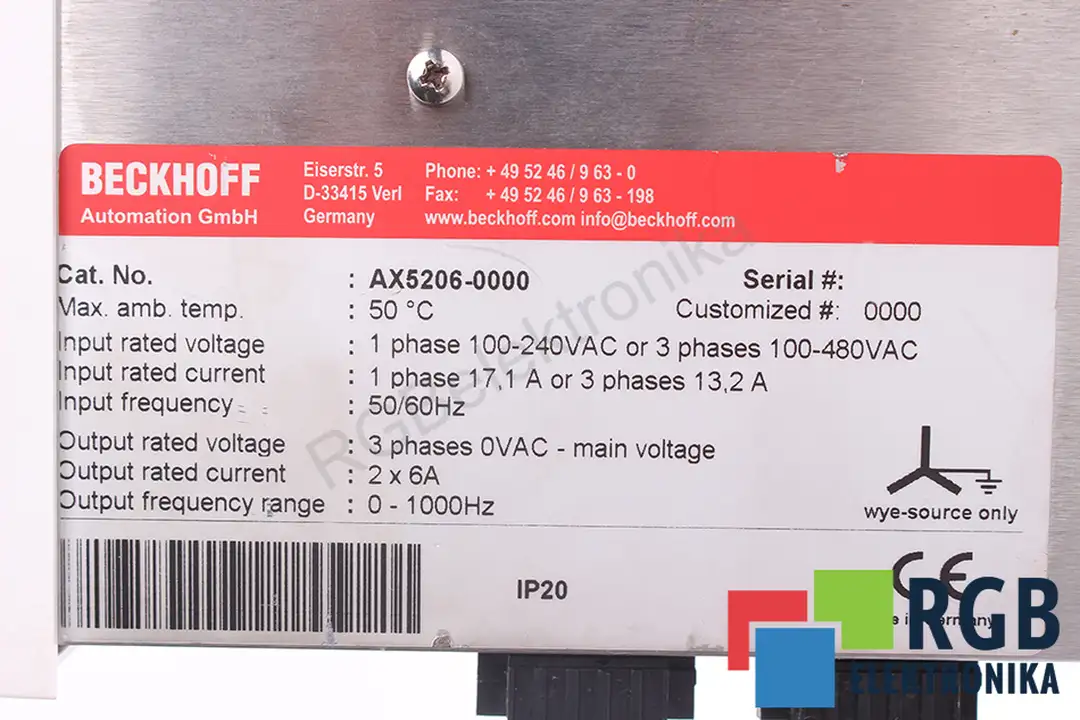 BECKHOFF
Automation GmbH
Eiserstr. 5
D-33415 Verl
Germany
Phone: + 49 52 46 / 9 63 - 0
Fax: + 49 52 46 / 9 63 - 198
www.beckhoff.com info@beckhoff.com
Cat. No. : AX5206-0000 Serial #:
Max. amb. temp. : 50 °C Customized #: 0000
Input rated voltage : 1 phase 100-240VAC or 3 phases 100-480VAC
Input rated current : 1 phase 17,1 A or 3 phases 13,2 A
Input frequency : 50/60Hz
Output rated voltage : 3 phases 0VAC - main voltage
Output rated current : 2 x 6A
Output frequency range : 0 - 1000Hz
wye-source only
IP20
CE
RGB
ELEKTRONIKA
RGBelektronika